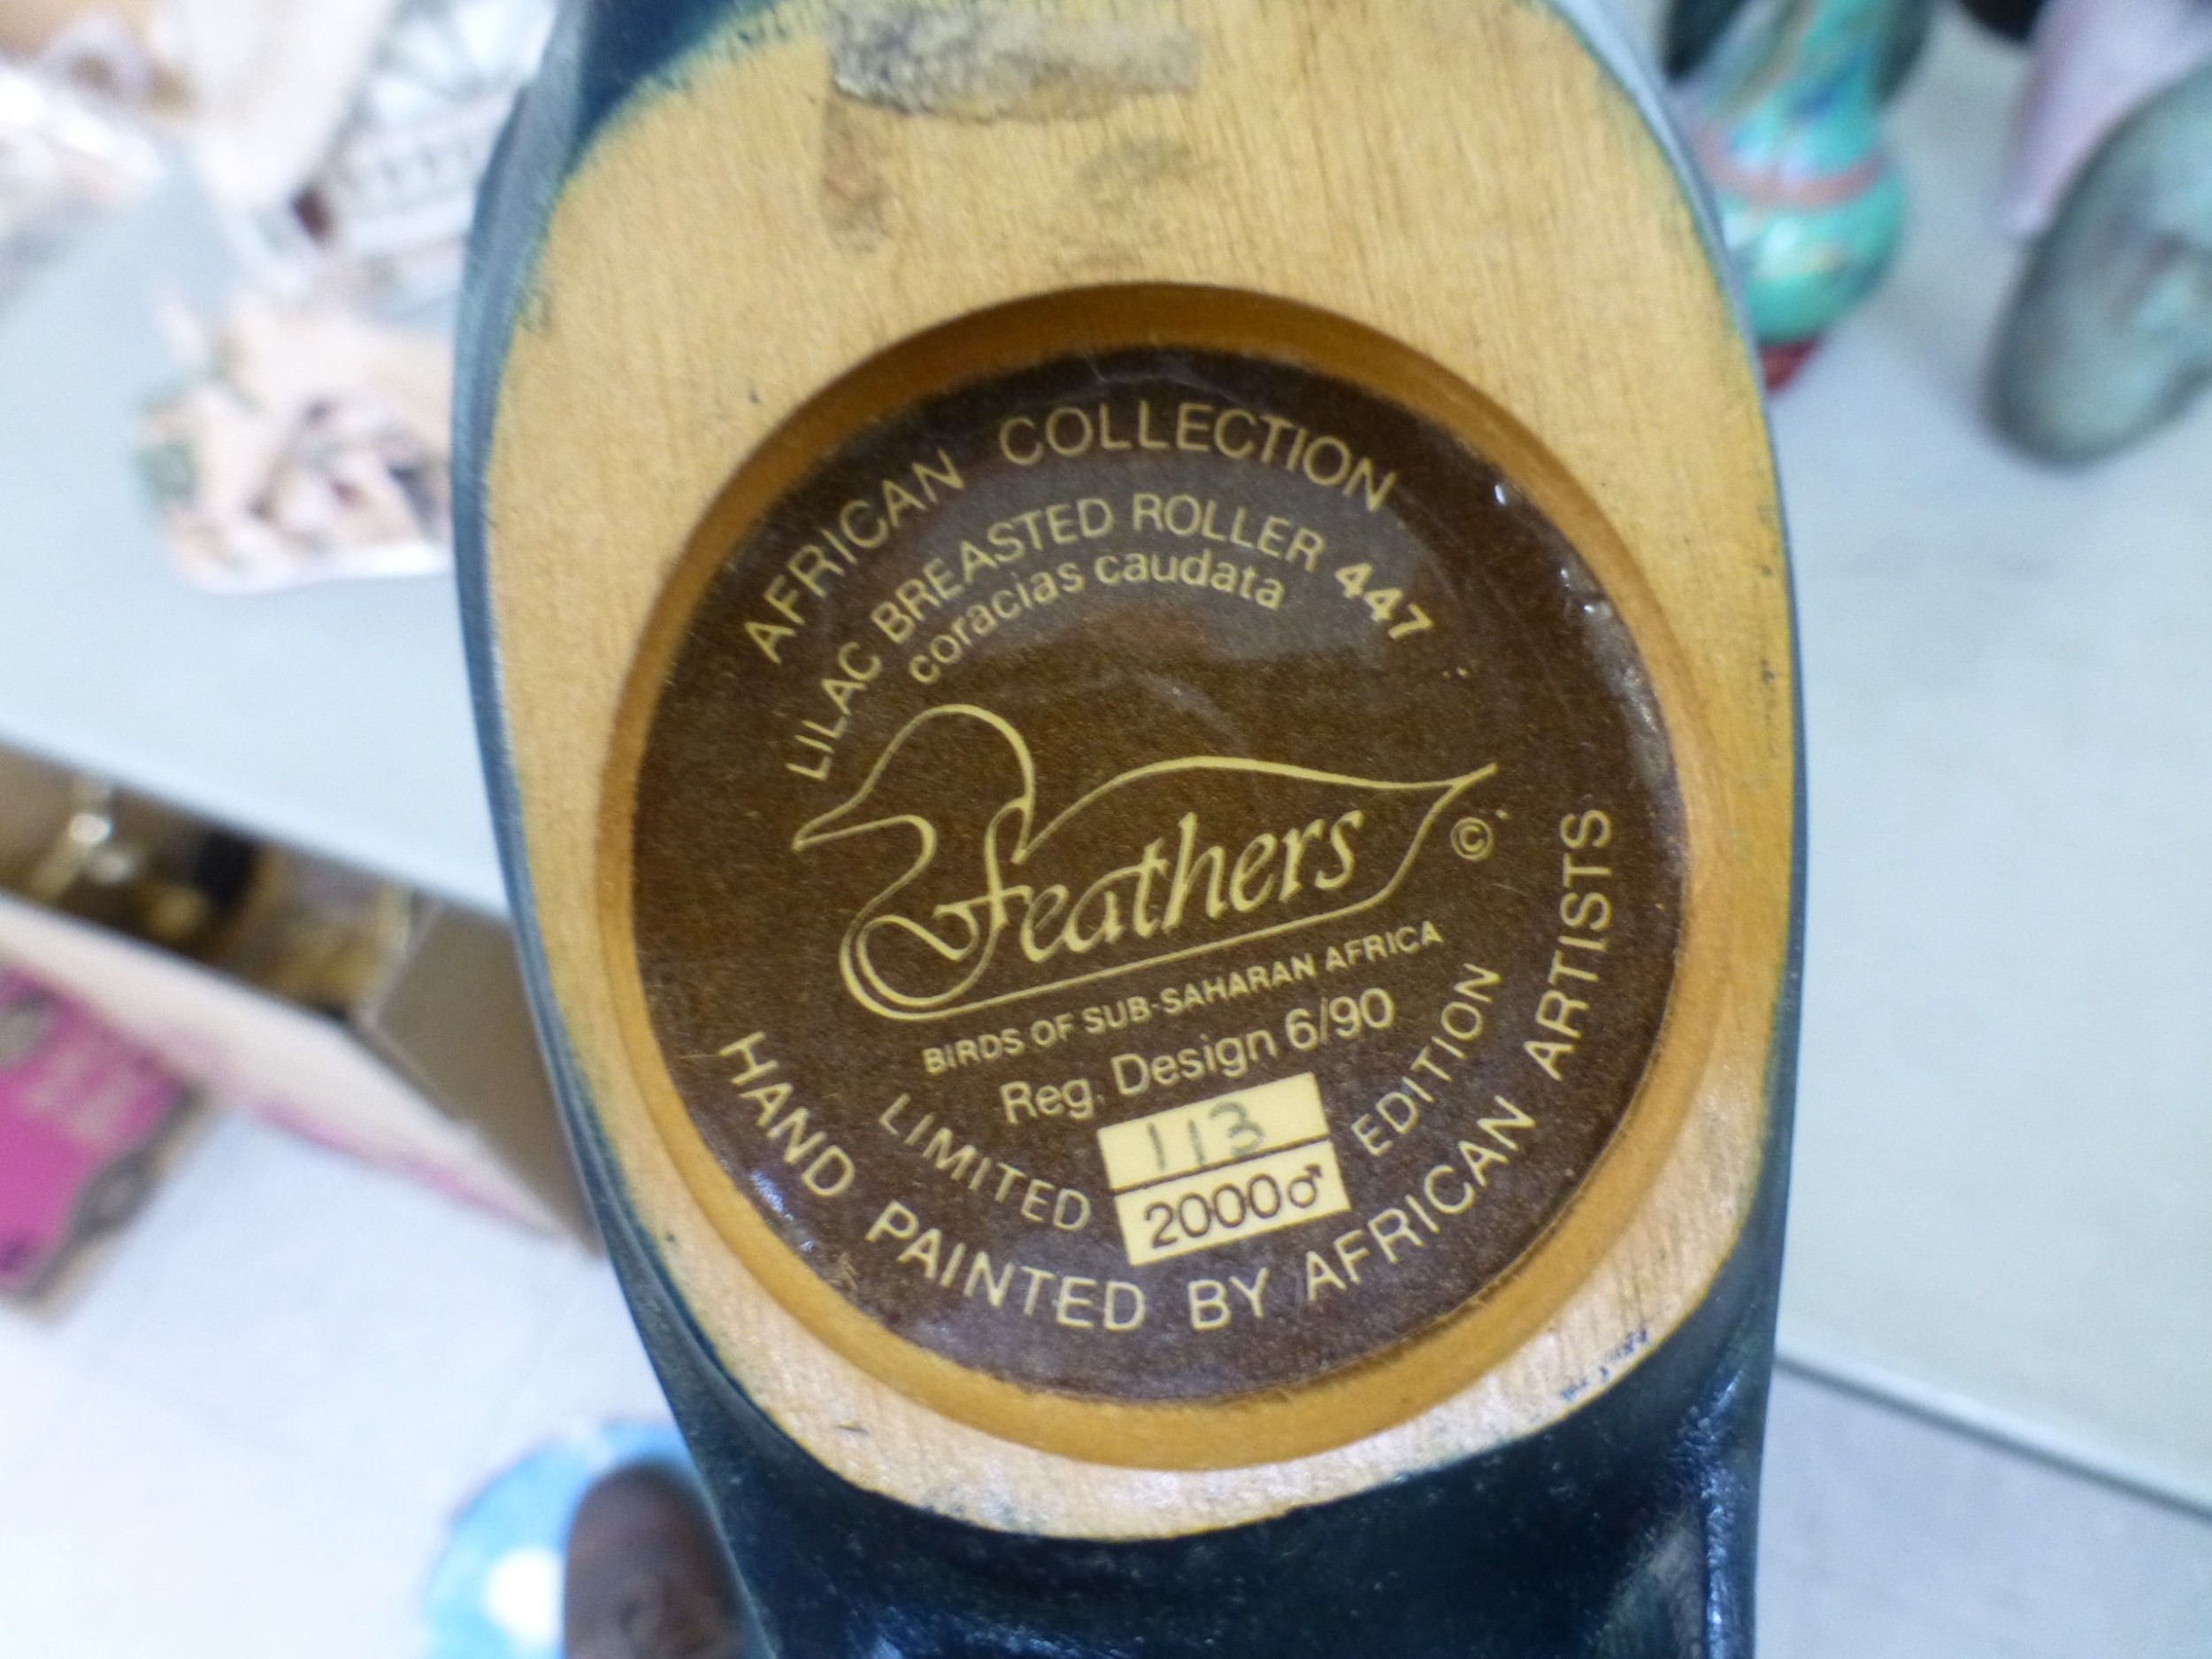 AFRICAN COLLECTION
LILAC BREASTED ROLLER 447
coracias caudata
feathers ©
BIRDS OF SUB-SAHARAN AFRICA
Reg. Design 6/90
LIMITED EDITION
113
2000♂
HAND PAINTED BY AFRICAN ARTISTS